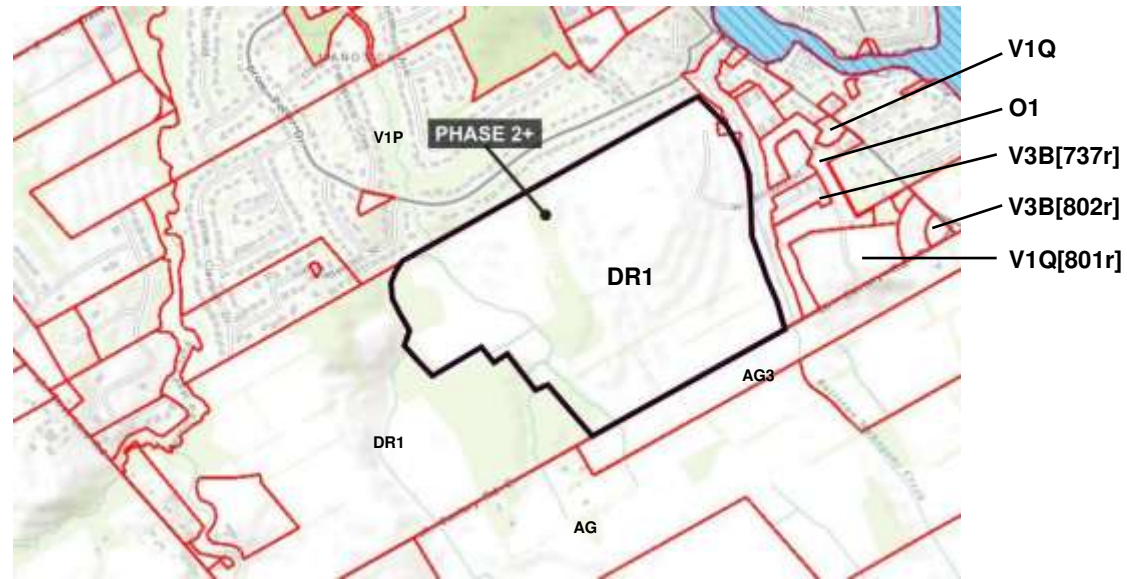 V1Q
O1
V1P
PHASE 2+
V3B[737r]
V3B[802r]
V1Q[801r]
DR1
AG3
DR1
AG